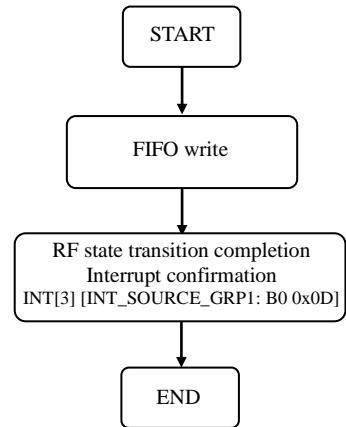 START
FIFO write
RF state transition completion
Interrupt confirmation
INT[3] [INT_SOURCE_GRP1: B0 0x0D]
END